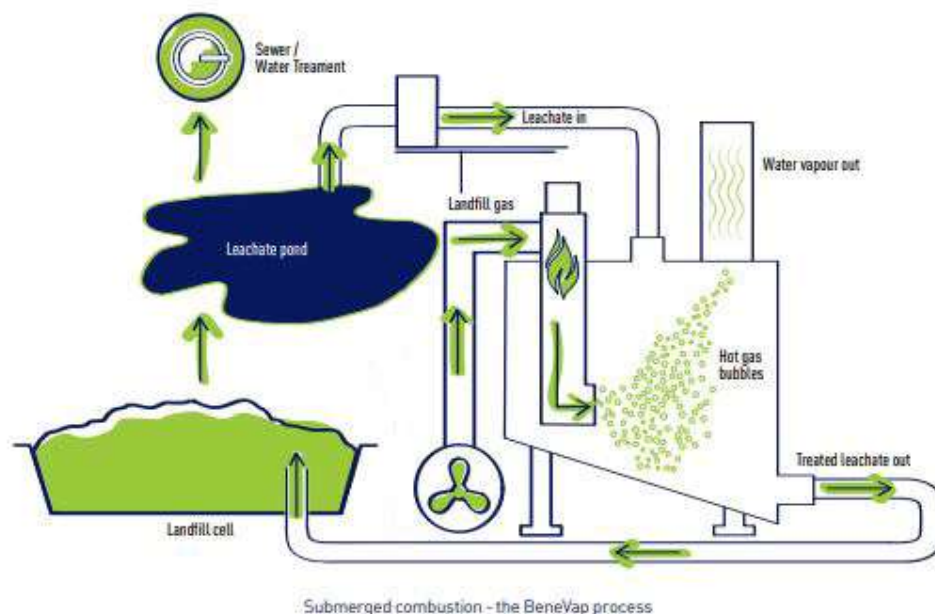 Sewer /
Water Treament
Leachate in
Water vapour out
Landfill gas
Leachate pond
Hot gas
bubbles
Treated leachate out
Landfill cell
Submerged combustion - the BeneVap process